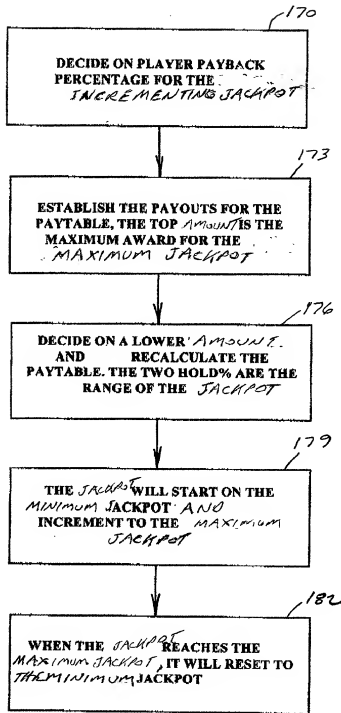 170
DECIDE ON PLAYER PAYBACK
PERCENTAGE FOR THE
INCREMENTING JACKPOT
173
ESTABLISH THE PAYOUTS FOR THE
PAYTABLE, THE TOP AMOUNT IS THE
MAXIMUM AWARD FOR THE
MAXIMUM JACKPOT
176
DECIDE ON A LOWER AMOUNT.
AND RECALCULATE THE
PAYTABLE. THE TWO HOLD% ARE THE
RANGE OF THE JACKPOT
179
THE JACKPOT WILL START ON THE
MINIMUM JACKPOT AND
INCREMENT TO THE MAXIMUM
JACKPOT
182
WHEN THE JACKPOT REACHES THE
MAXIMUM JACKPOT, IT WILL RESET TO
THE MINIMUM JACKPOT